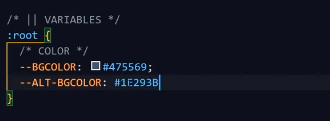 /* || VARIABLES */
:root {
/* COLOR */
--BGCOLOR: #475569;
--ALT-BGCOLOR: #1E293B
}